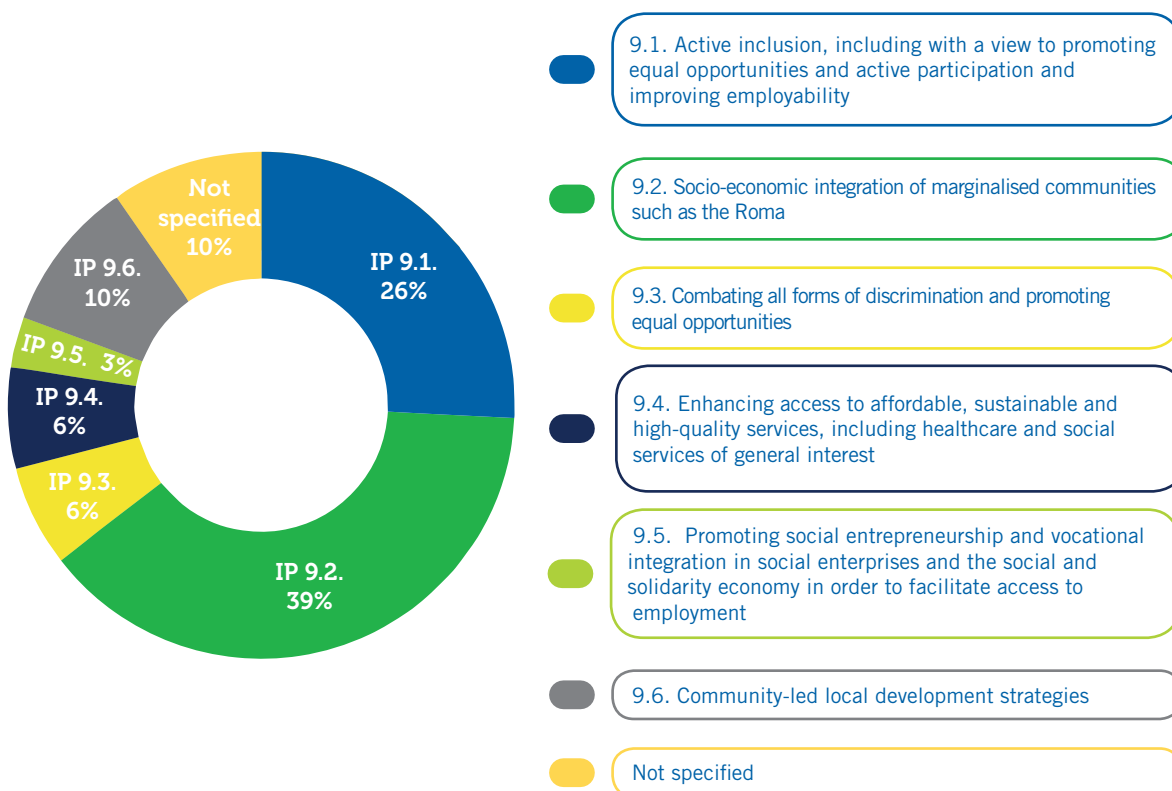 Not
specified
10%
IP 9.1.
26%
IP 9.6.
10%
IP 9.5. 3%
IP 9.4.
6%
IP 9.3.
6%
IP 9.2.
39%
9.1. Active inclusion, including with a view to promoting
equal opportunities and active participation and
improving employability
9.2. Socio-economic integration of marginalised communities
such as the Roma
9.3. Combating all forms of discrimination and promoting
equal opportunities
9.4. Enhancing access to affordable, sustainable and
high-quality services, including healthcare and social
services of general interest
9.5. Promoting social entrepreneurship and vocational
integration in social enterprises and the social and
solidarity economy in order to facilitate access to
employment
9.6. Community-led local development strategies
Not specified